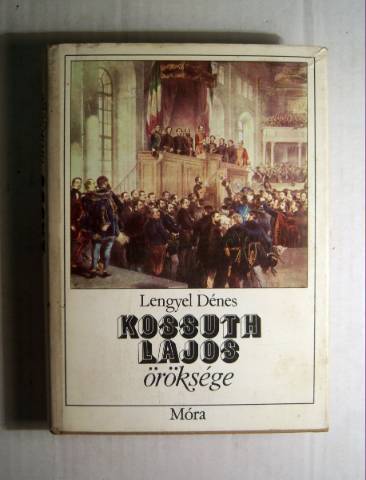 Lengyel Dénes
KOSSUTH
LAJOS
öröksége
Móra